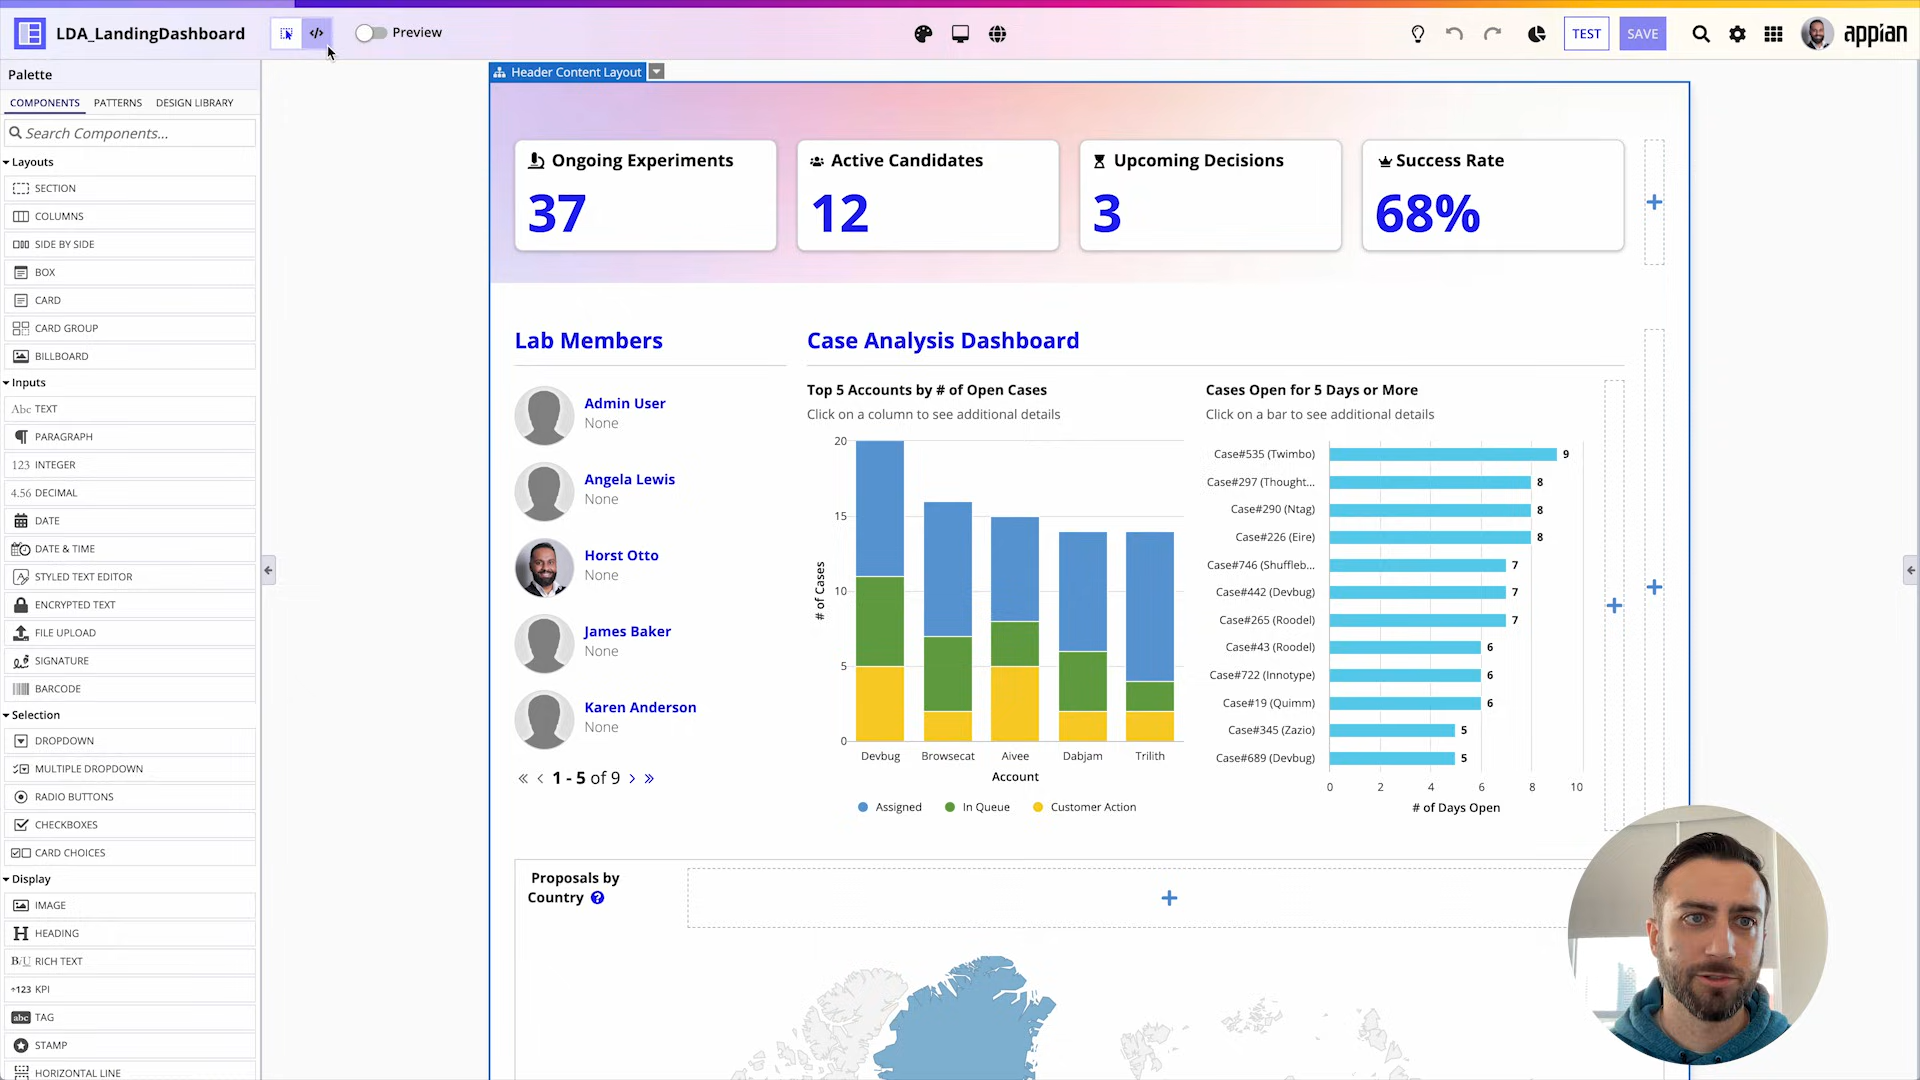 LDA_LandingDashboard
</>
Preview
TEST
SAVE
appian
Palette
COMPONENTS
PATTERNS
DESIGN LIBRARY
Search Components...
Layouts
SECTION
COLUMNS
SIDE BY SIDE
BOX
CARD
CARD GROUP
BILLBOARD
Inputs
Abc TEXT
PARAGRAPH
123 INTEGER
4.56 DECIMAL
DATE
DATE & TIME
STYLED TEXT EDITOR
ENCRYPTED TEXT
FILE UPLOAD
SIGNATURE
BARCODE
Selection
DROPDOWN
MULTIPLE DROPDOWN
RADIO BUTTONS
CHECKBOXES
CARD CHOICES
Display
IMAGE
H HEADING
B/U RICH TEXT
+123 KPI
abc TAG
STAMP
HORIZONTAL LINE
Header Content Layout
Ongoing Experiments
37
Active Candidates
12
Upcoming Decisions
3
Success Rate
68%
Lab Members
Admin User
None
Angela Lewis
None
Horst Otto
None
James Baker
None
Karen Anderson
None
« ‹ 1 - 5 of 9 › »
Case Analysis Dashboard
Top 5 Accounts by # of Open Cases
Click on a column to see additional details
# of Cases
20
15
10
5
0
Devbug
Browsecat
Aivee
Dabjam
Trilith
Account
Assigned
In Queue
Customer Action
Cases Open for 5 Days or More
Click on a bar to see additional details
Case#535 (Twimbo) 9
Case#297 (Thought... 8
Case#290 (Ntag) 8
Case#226 (Eire) 8
Case#746 (Shuffleb... 7
Case#442 (Devbug) 7
Case#265 (Roodel) 7
Case#43 (Roodel) 6
Case#722 (Innotype) 6
Case#19 (Quimm) 6
Case#345 (Zazio) 5
Case#689 (Devbug) 5
0 2 4 6 8 10
# of Days Open
Proposals by
Country ?